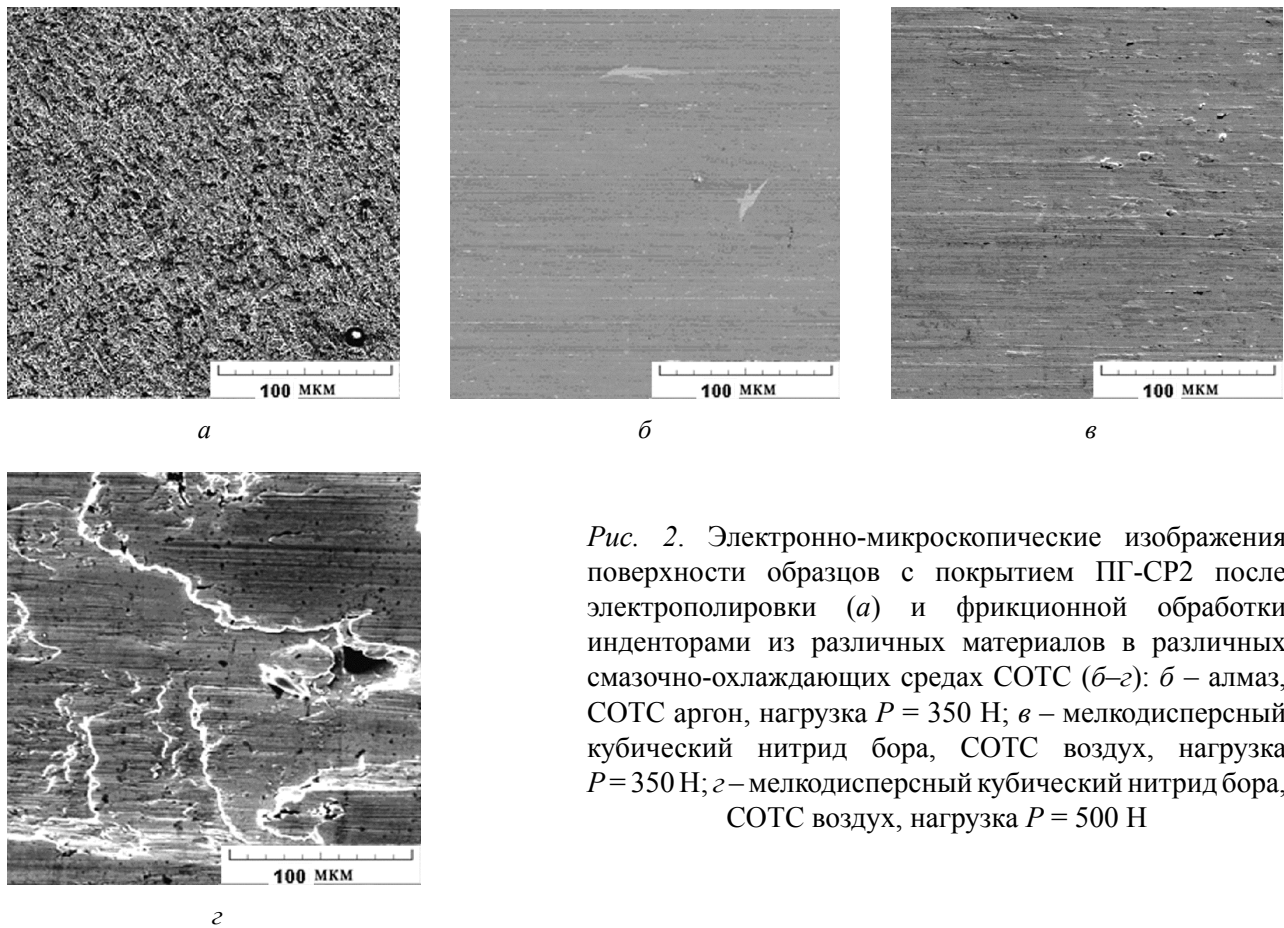 100 МКМ
100 МКМ
100 МКМ
а
б
в
100 МКМ
г
Рис. 2. Электронно-микроскопические изображения
поверхности образцов с покрытием ПГ-СР2 после
электрополировки (а) и фрикционной обработки
инденторами из различных материалов в различных
смазочно-охлаждающих средах СОТС (б–г): б – алмаз,
СОТС аргон, нагрузка P = 350 Н; в – мелкодисперсный
кубический нитрид бора, СОТС воздух, нагрузка
P = 350 Н; г – мелкодисперсный кубический нитрид бора,
СОТС воздух, нагрузка P = 500 Н